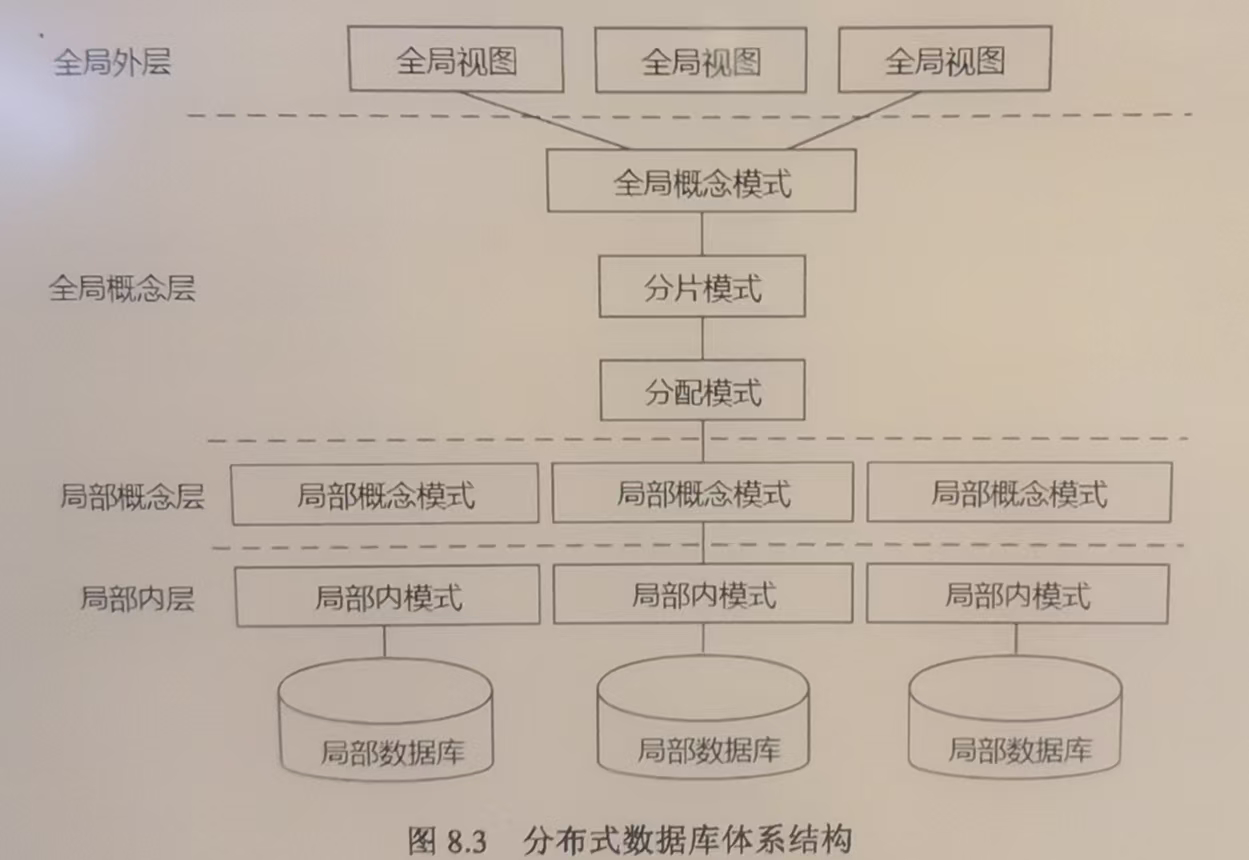 全局外层 全局视图 全局视图 全局视图
全局概念模式
全局概念层 分片模式
分配模式
局部概念层 局部概念模式 局部概念模式 局部概念模式
局部内层 局部内模式 局部内模式 局部内模式
局部数据库 局部数据库 局部数据库
图 8.3 分布式数据库体系结构